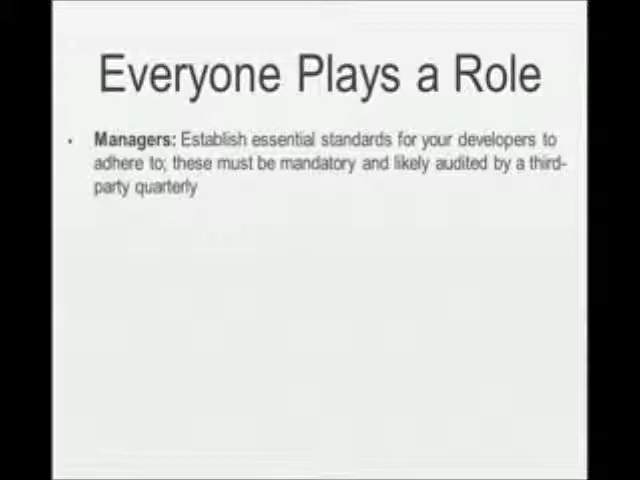 Everyone Plays a Role
• Managers: Establish essential standards for your developers to
adhere to; these must be mandatory and likely audited by a third-
party quarterly